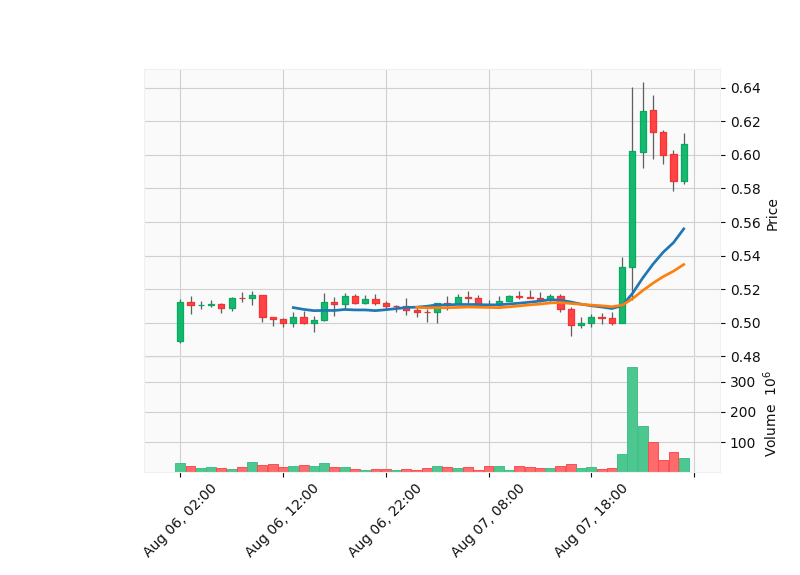 0.64
0.62
0.60
0.58
0.56
0.54
0.52
0.50
0.48
Price
300
200
100
Volume 10^6
Aug 06, 02:00
Aug 06, 12:00
Aug 06, 22:00
Aug 07, 08:00
Aug 07, 18:00